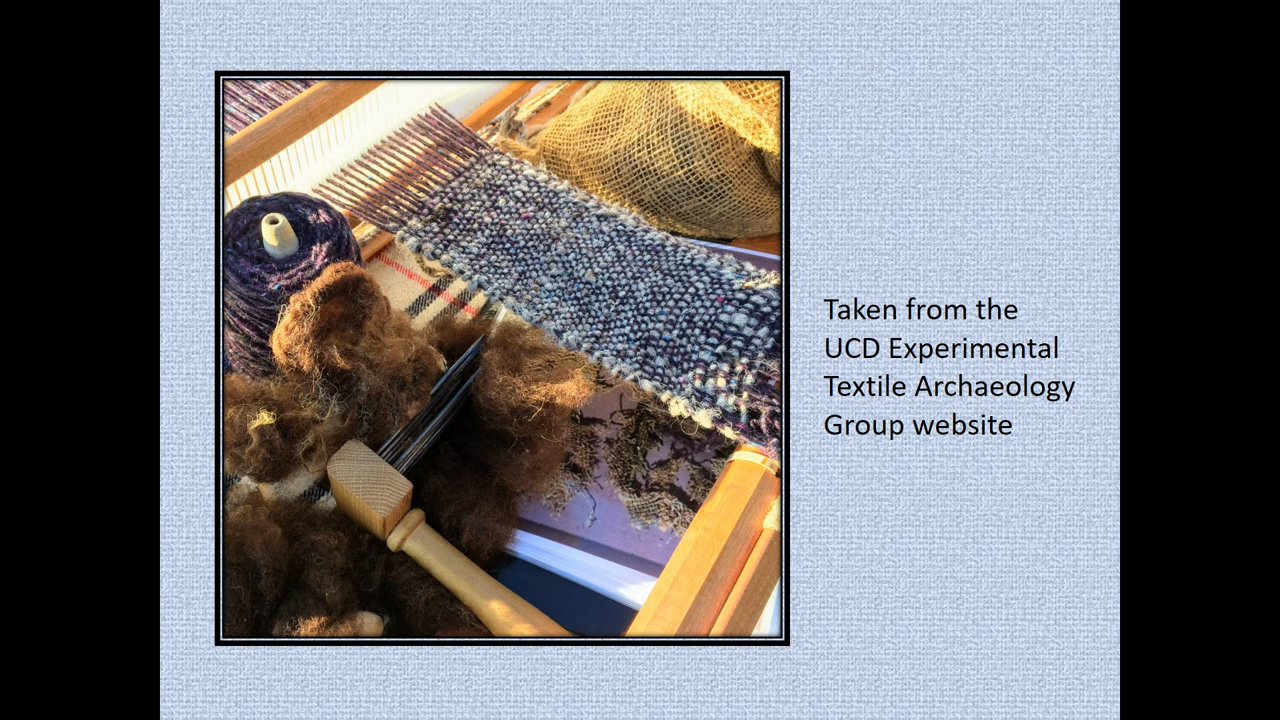 Taken from the
UCD Experimental
Textile Archaeology
Group website